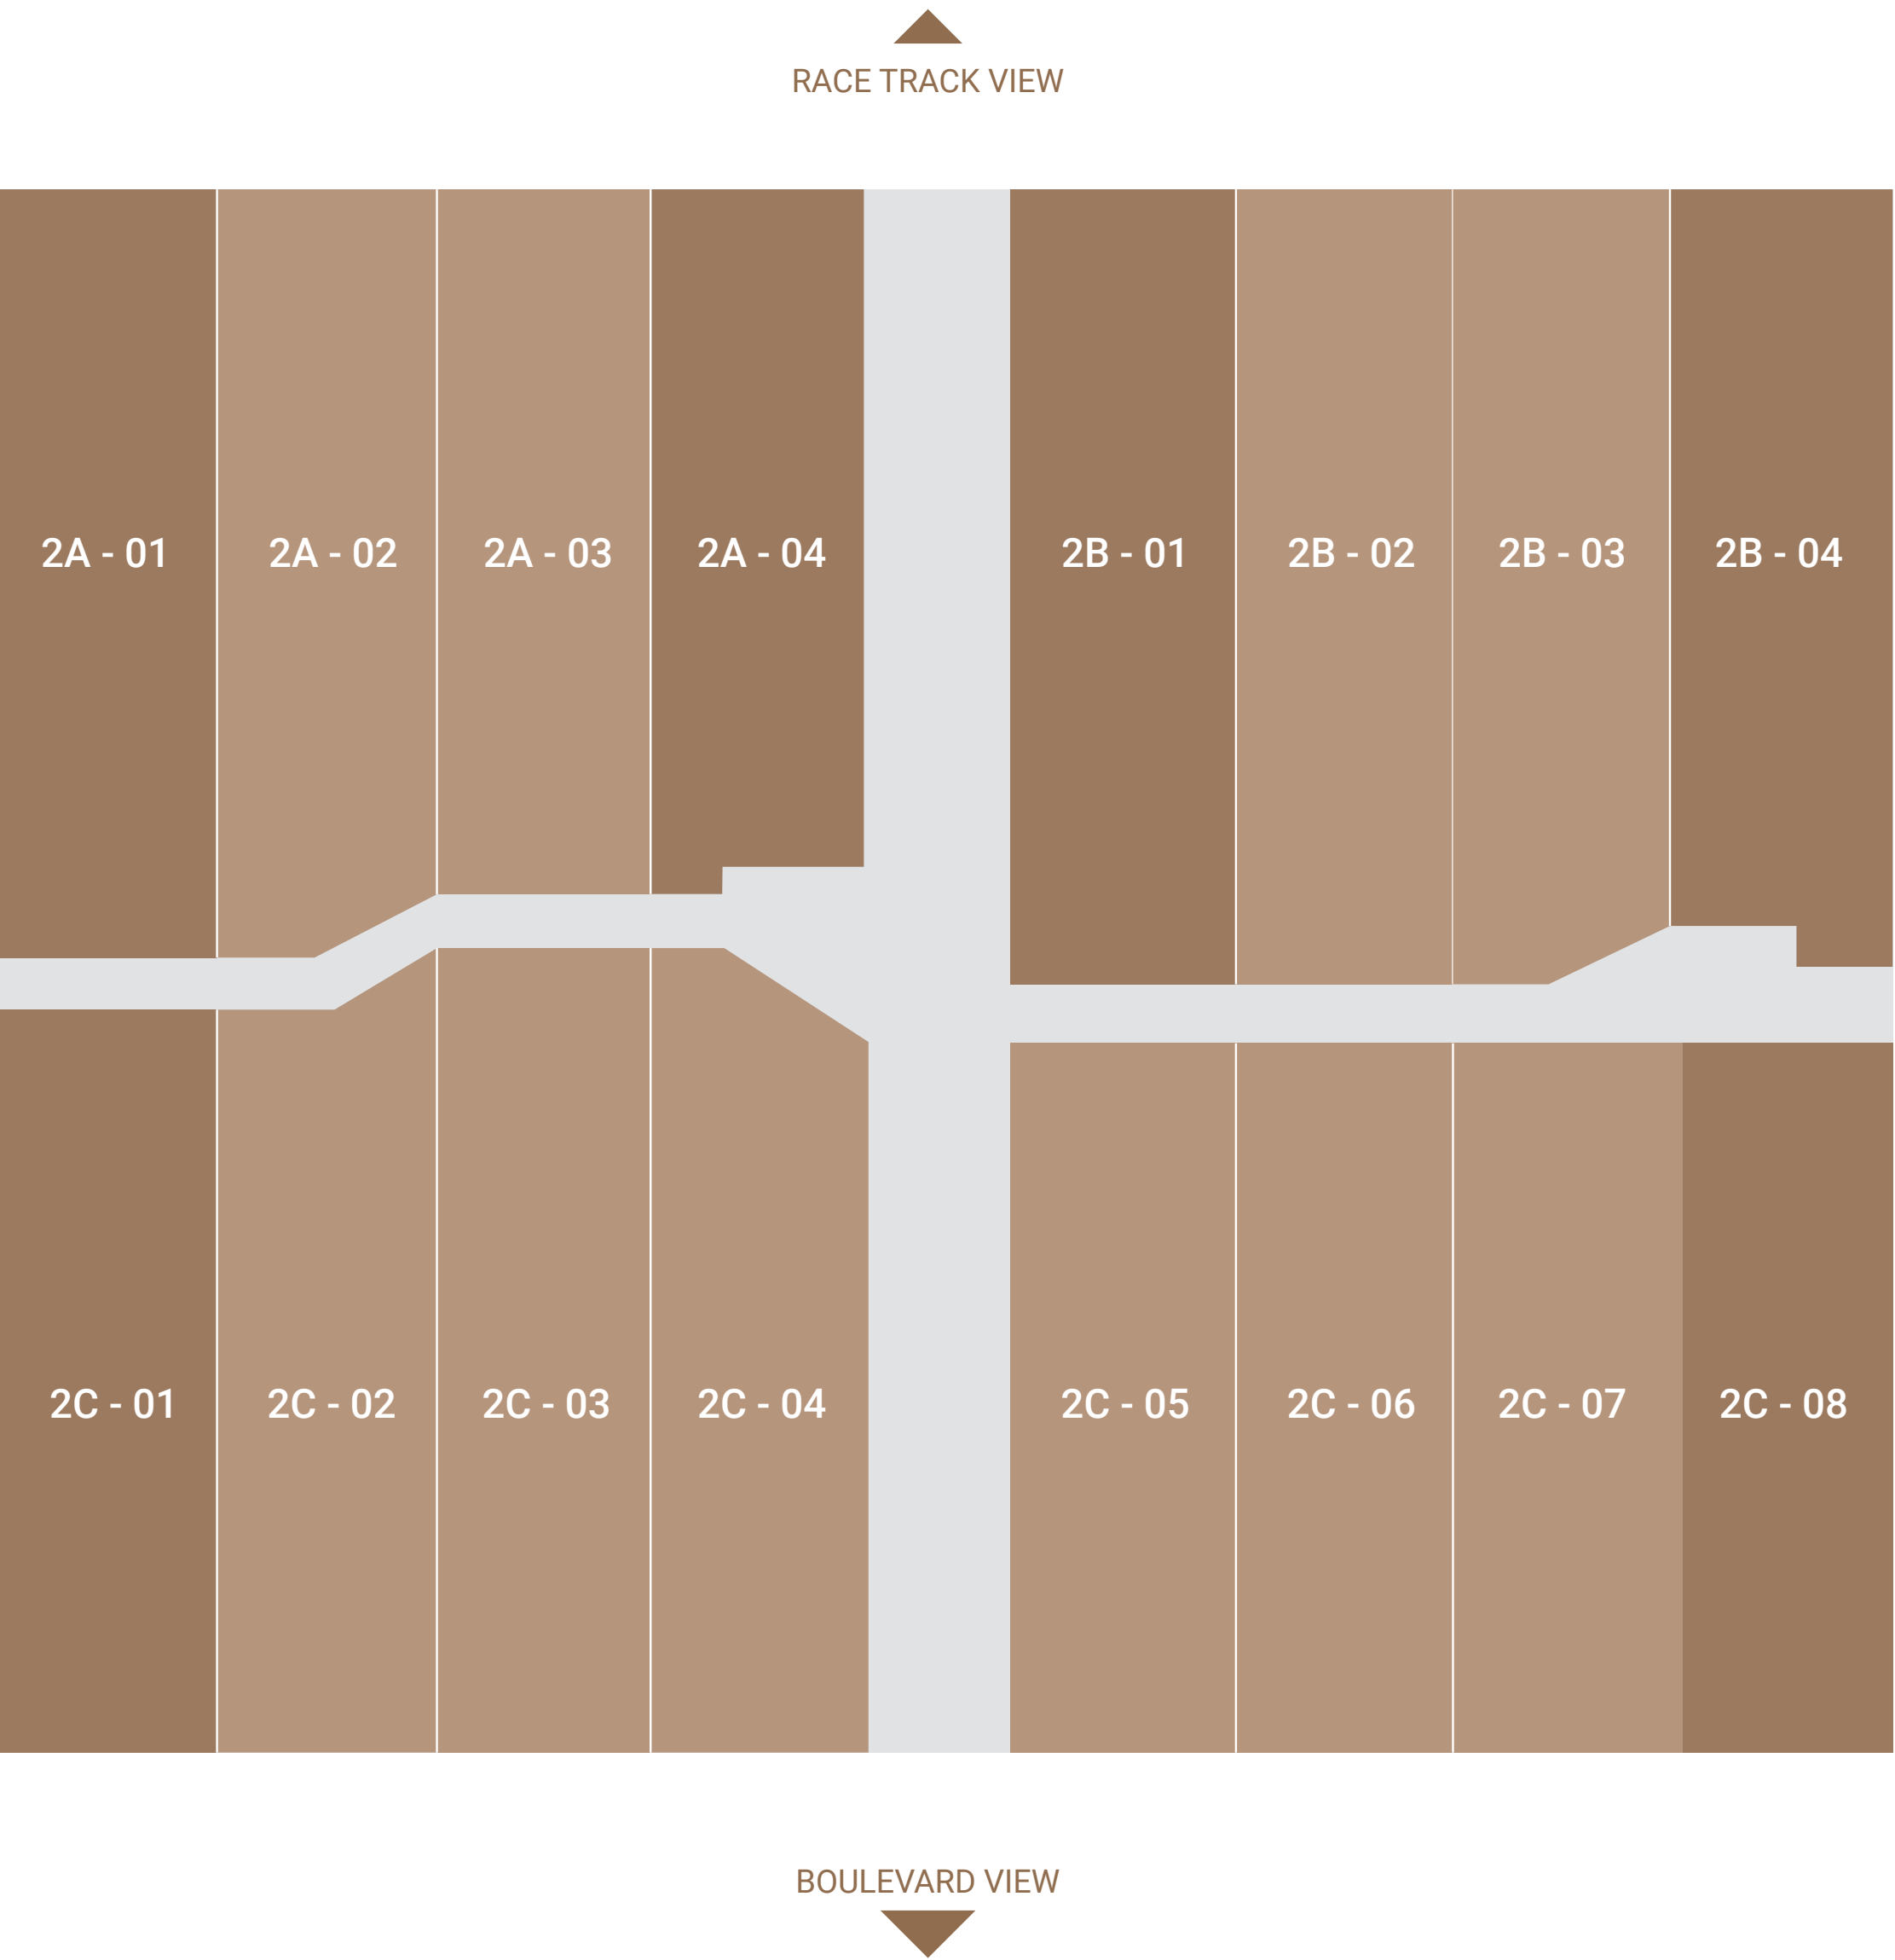 RACE TRACK VIEW
2A - 01 2A - 02 2A - 03 2A - 04 2B - 01 2B - 02 2B - 03 2B - 04
2C - 01 2C - 02 2C - 03 2C - 04 2C - 05 2C - 06 2C - 07 2C - 08
BOULEVARD VIEW